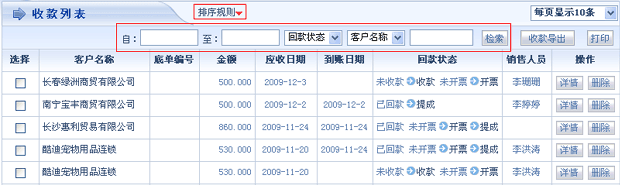 收款列表 排序规则 每页显示10条
自： 至： 回款状态 客户名称 检索 收款导出 打印
选择 客户名称 底单编号 金额 应收日期 到账日期 回款状态 销售人员 操作
长春绿洲商贸有限公司 500.000 2009-12-3 未收款 收款 未开票 开票 李珊珊 详情 删除
南宁宝丰商贸有限公司 500.000 2009-12-2 2009-12-2 已回款 提成 李婷婷 详情 删除
长沙惠利贸易有限公司 860.000 2009-11-24 2009-11-24 已回款 未开票 开票 提成 详情 删除
酷迪宠物用品连锁 530.000 2009-11-20 2009-11-24 已回款 未开票 开票 提成 李洪涛 详情 删除
酷迪宠物用品连锁 530.000 2009-11-20 未收款 收款 未开票 开票 李洪涛 详情 删除